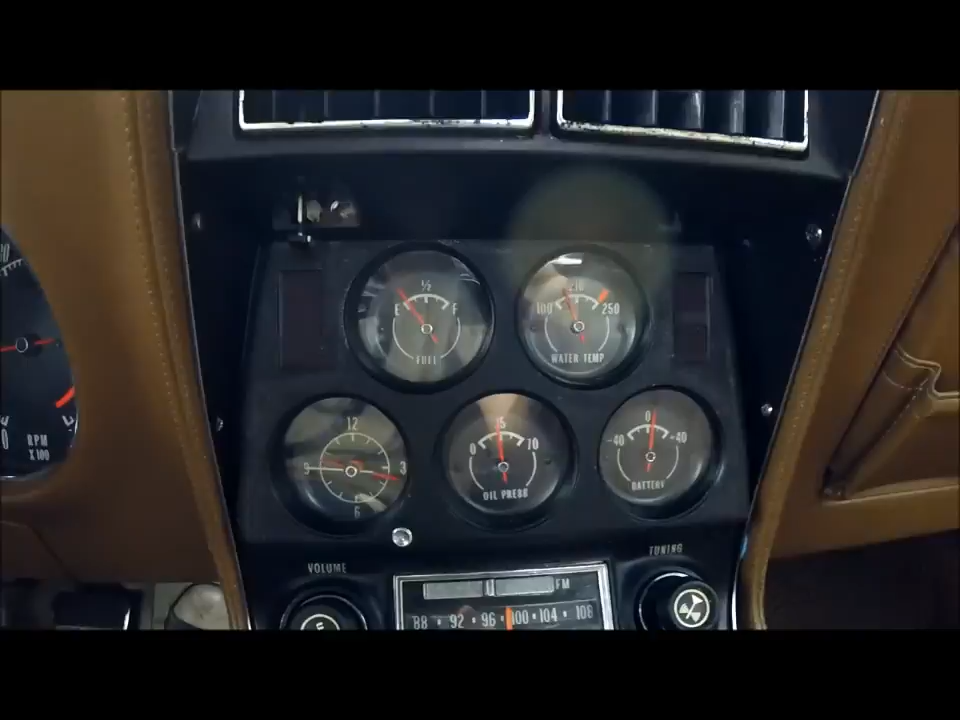 ½
E F
FUEL
210
100 250
WATER TEMP
12
9 3
6
5
0 10
OIL PRESS
0
-40 +40
BATTERY
RPM
X100
VOLUME
TUNING
FM
88 • 92 • 96 • 100 • 104 • 108